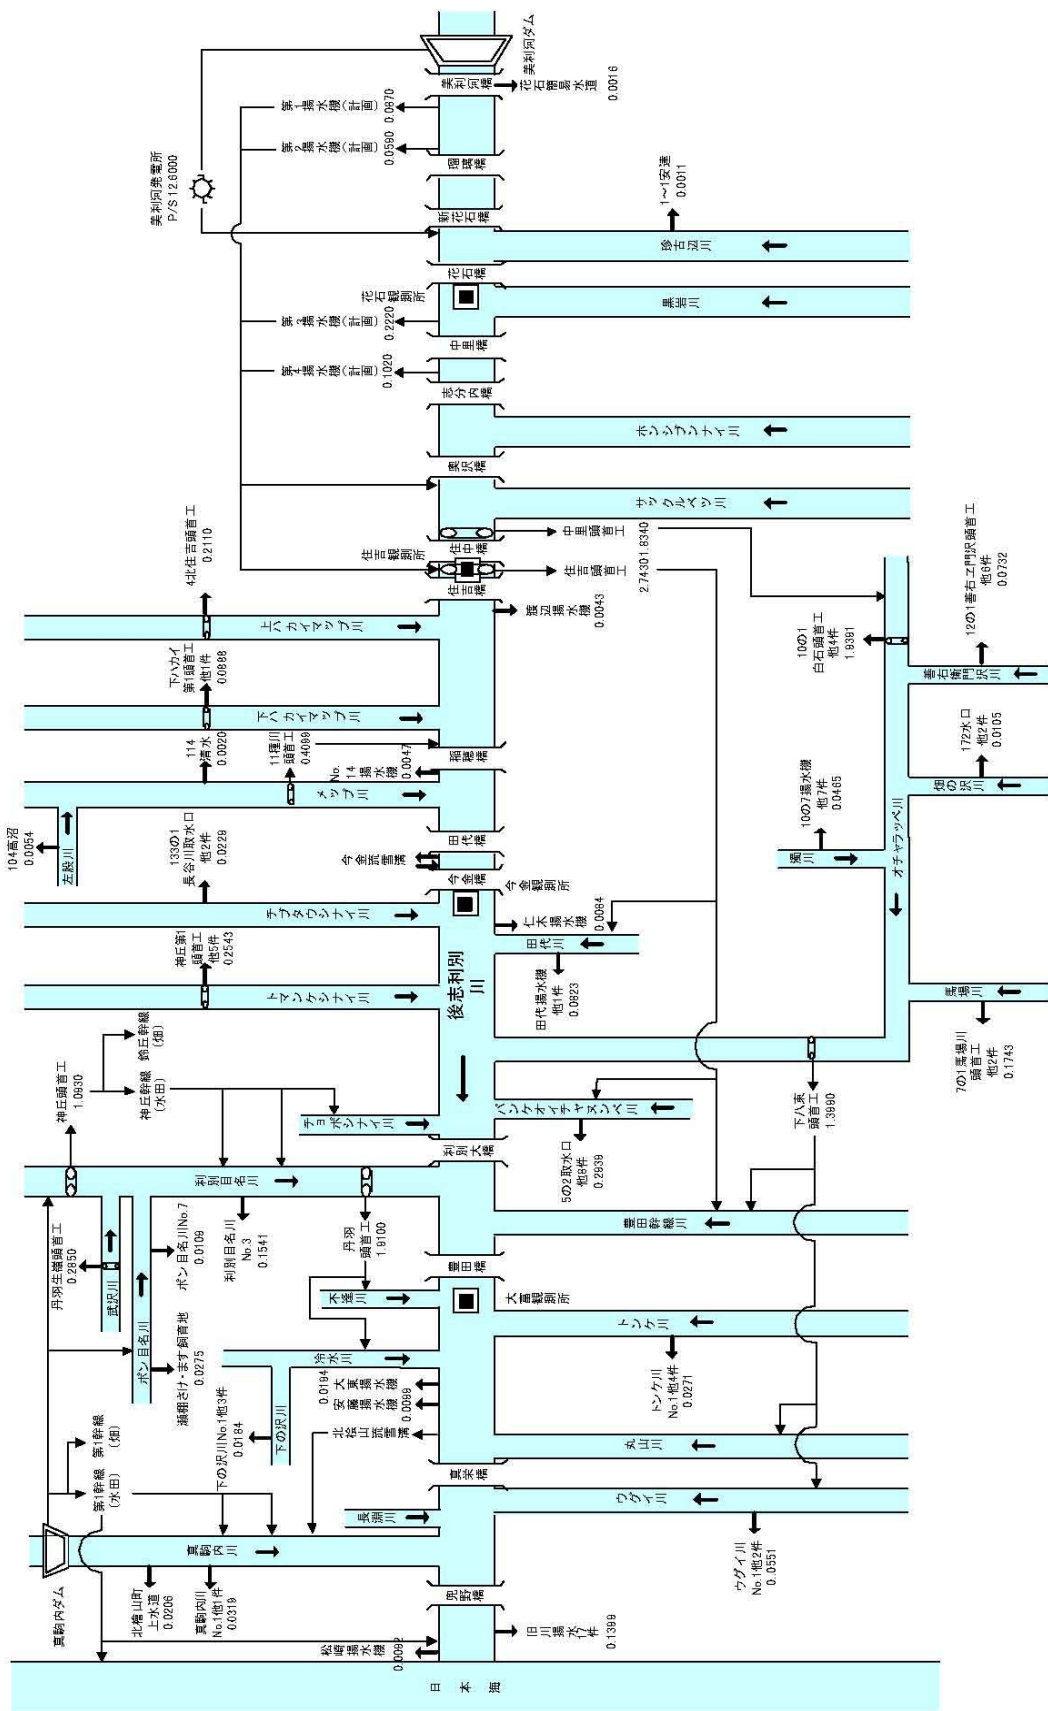 美利河ダム
美利河橋
花石簡易水道
0.0016
第1揚水機(計画)
0.0870
第2揚水機(計画)
0.0590
瑠璃橋
美利河発電所
P/S 12.6000
新花石橋
1~1安達
0.0011
珍古辺川
花石橋
花石観測所
黒岩川
第3揚水機(計画)
0.2220
中里橋
第4揚水機(計画)
0.1020
志分内橋
ホンシブンナイ川
奥沢橋
サックルベツ川
中里頭首工
住中橋
住吉観測所
住吉頭首工
2.7430
1.8340
住吉橋
渡辺揚水機
0.0043
4北住吉頭首工
0.2110
上ハカイマップ川
10の1
白石頭首工
他4件
1.9391
12の1善右ヱ門沢頭首工
他6件
0.0732
善右衛門沢川
下ハカイ
第1頭首工
他1件
0.0888
下ハカイマップ川
114
清水
0.0020
11種川
頭首工
0.4099
稲穂橋
No.
14揚水機
0.0047
メップ川
104高沼
0.0054
左股川
172水口
他2件
0.0105
畑の沢川
10の7揚水機
他7件
0.0465
濁川
オチャラッペ川
田代橋
今金流雪溝
今金橋
今金観測所
133の1
長谷川取水口
他2件
0.0229
チプタウシナイ川
仁木揚水機
0.0084
田代川
田代揚水機
他1件
0.0823
神丘第1
頭首工
他5件
0.2543
トマンケシナイ川
後志利別川
馬場川
7の1馬場川
頭首工
他2件
0.1743
下八束
頭首工
1.3990
鈴丘幹線
(畑)
神丘幹線
(水田)
神丘頭首工
1.0930
チョボシナイ川
パンケオイチャヌンペ川
5の2取水口
他8件
0.2939
利別大橋
利別目名川
丹羽生嶺頭首工
0.2850
武沢川
ポン目名川
ポン目名川No.7
0.0109
利別目名川
No.3
0.1541
丹羽
頭首工
1.9100
豊田幹線川
豊田橋
瀬棚さけ・ます飼育地
0.0275
不逢川
大富観測所
トンケ川
トンケ川
No.1他4件
0.0271
冷水川
0.0194
大東揚水機
安藤揚水機
0.0099
北桧山流雪溝
下の沢川
下の沢川No.1他3件
0.0184
第1幹線
(畑)
第1幹線
(水田)
丸山川
真栄橋
ウグイ川
ウグイ川
No.1他2件
0.0551
長淵川
真駒内川
真駒内ダム
北檜山町
上水道
0.0206
真駒内川
No.1他1件
0.0319
兜野橋
旧川揚水
17件
0.1399
松崎揚水機
0.0092
日本海